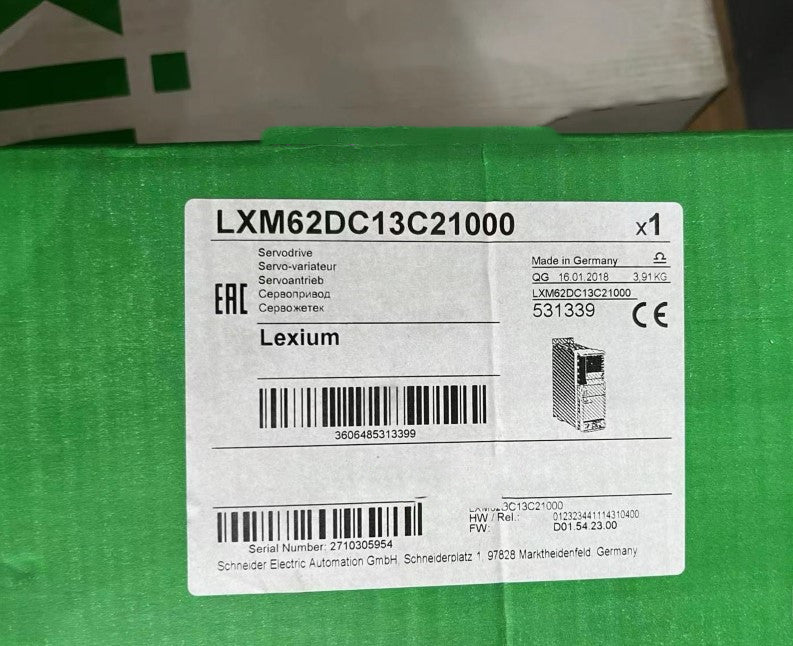 LXM62DC13C21000 x1
Servodrive
Servo-variateur
Servoantrieb
Сервопривод
Сервожетек
EAC
Lexium
Made in Germany
QG 16.01.2018 3,91 KG
LXM62DC13C21000
531339
CE
3606485313399
3C13C21000
HW / Rel.: 012323441114310400
FW: D01.54.23.00
Serial Number: 2710305954
Schneider Electric Automation GmbH, Schneiderplatz 1, 97828 Marktheidenfeld, Germany